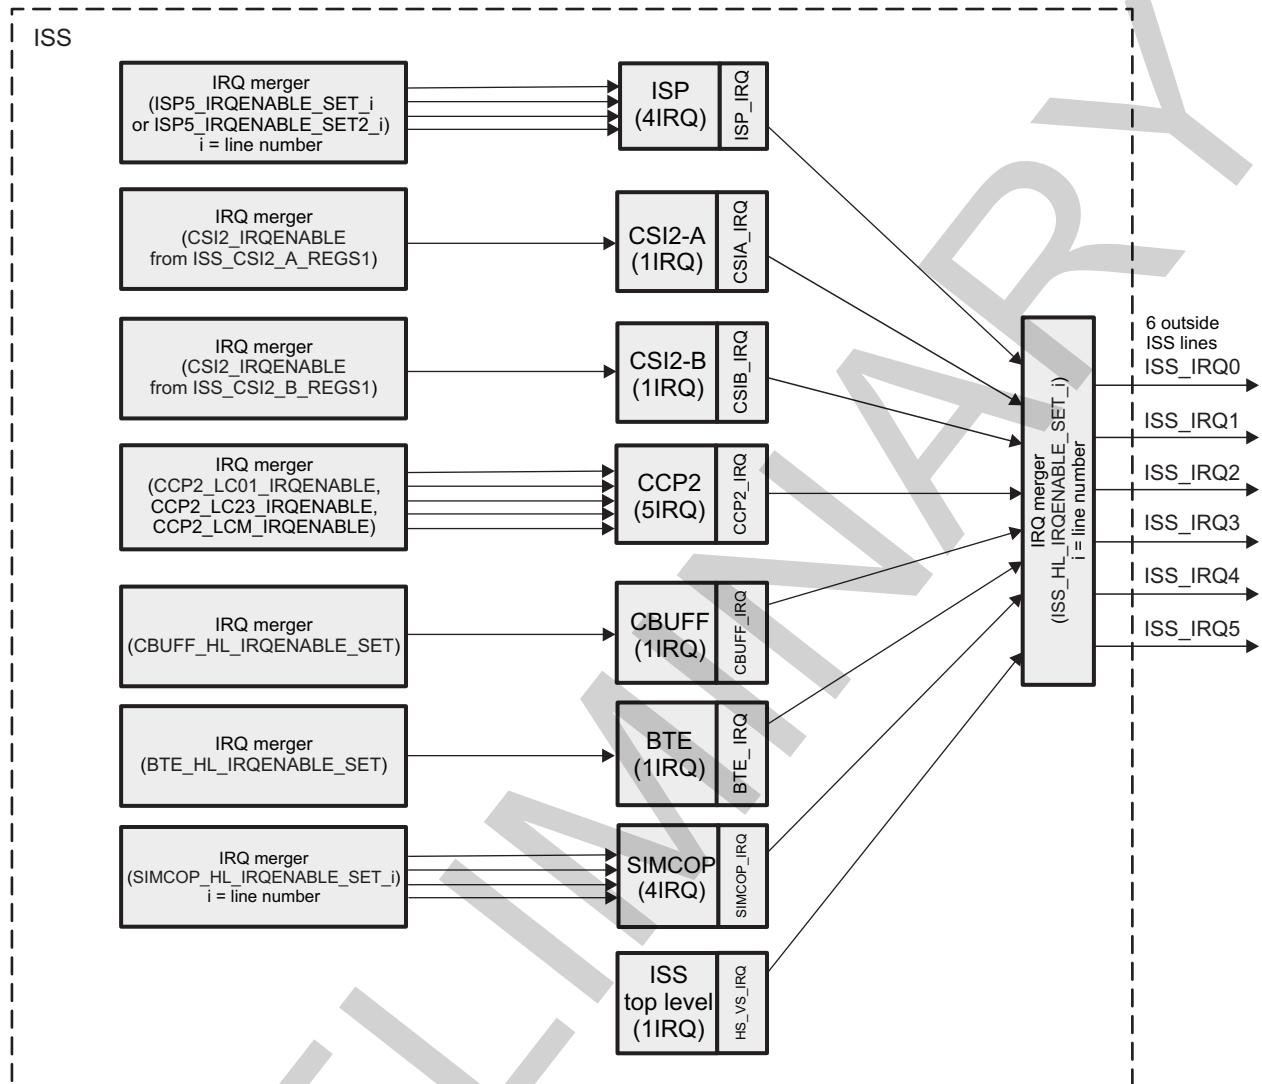 ISS
IRQ merger
(ISP5_IRQENABLE_SET_i
or ISP5_IRQENABLE_SET2_i)
i = line number
ISP
(4IRQ)
ISP_IRQ
IRQ merger
(CSI2_IRQENABLE
from ISS_CSI2_A_REGS1)
CSI2-A
(1IRQ)
CSIA_IRQ
IRQ merger
(CSI2_IRQENABLE
from ISS_CSI2_B_REGS1)
CSI2-B
(1IRQ)
CSIB_IRQ
IRQ merger
(CCP2_LC01_IRQENABLE,
CCP2_LC23_IRQENABLE,
CCP2_LCM_IRQENABLE)
CCP2
(5IRQ)
CCP2_IRQ
IRQ merger
(CBUFF_HL_IRQENABLE_SET)
CBUFF
(1IRQ)
CBUFF_IRQ
IRQ merger
(BTE_HL_IRQENABLE_SET)
BTE
(1IRQ)
BTE_IRQ
IRQ merger
(SIMCOP_HL_IRQENABLE_SET_i)
i = line number
SIMCOP
(4IRQ)
SIMCOP_IRQ
ISS
top level
(1IRQ)
HS_VS_IRQ
IRQ merger
(ISS_HL_IRQENABLE_SET_i)
i = line number
6 outside
ISS lines
ISS_IRQ0
ISS_IRQ1
ISS_IRQ2
ISS_IRQ3
ISS_IRQ4
ISS_IRQ5
ELIMINARY